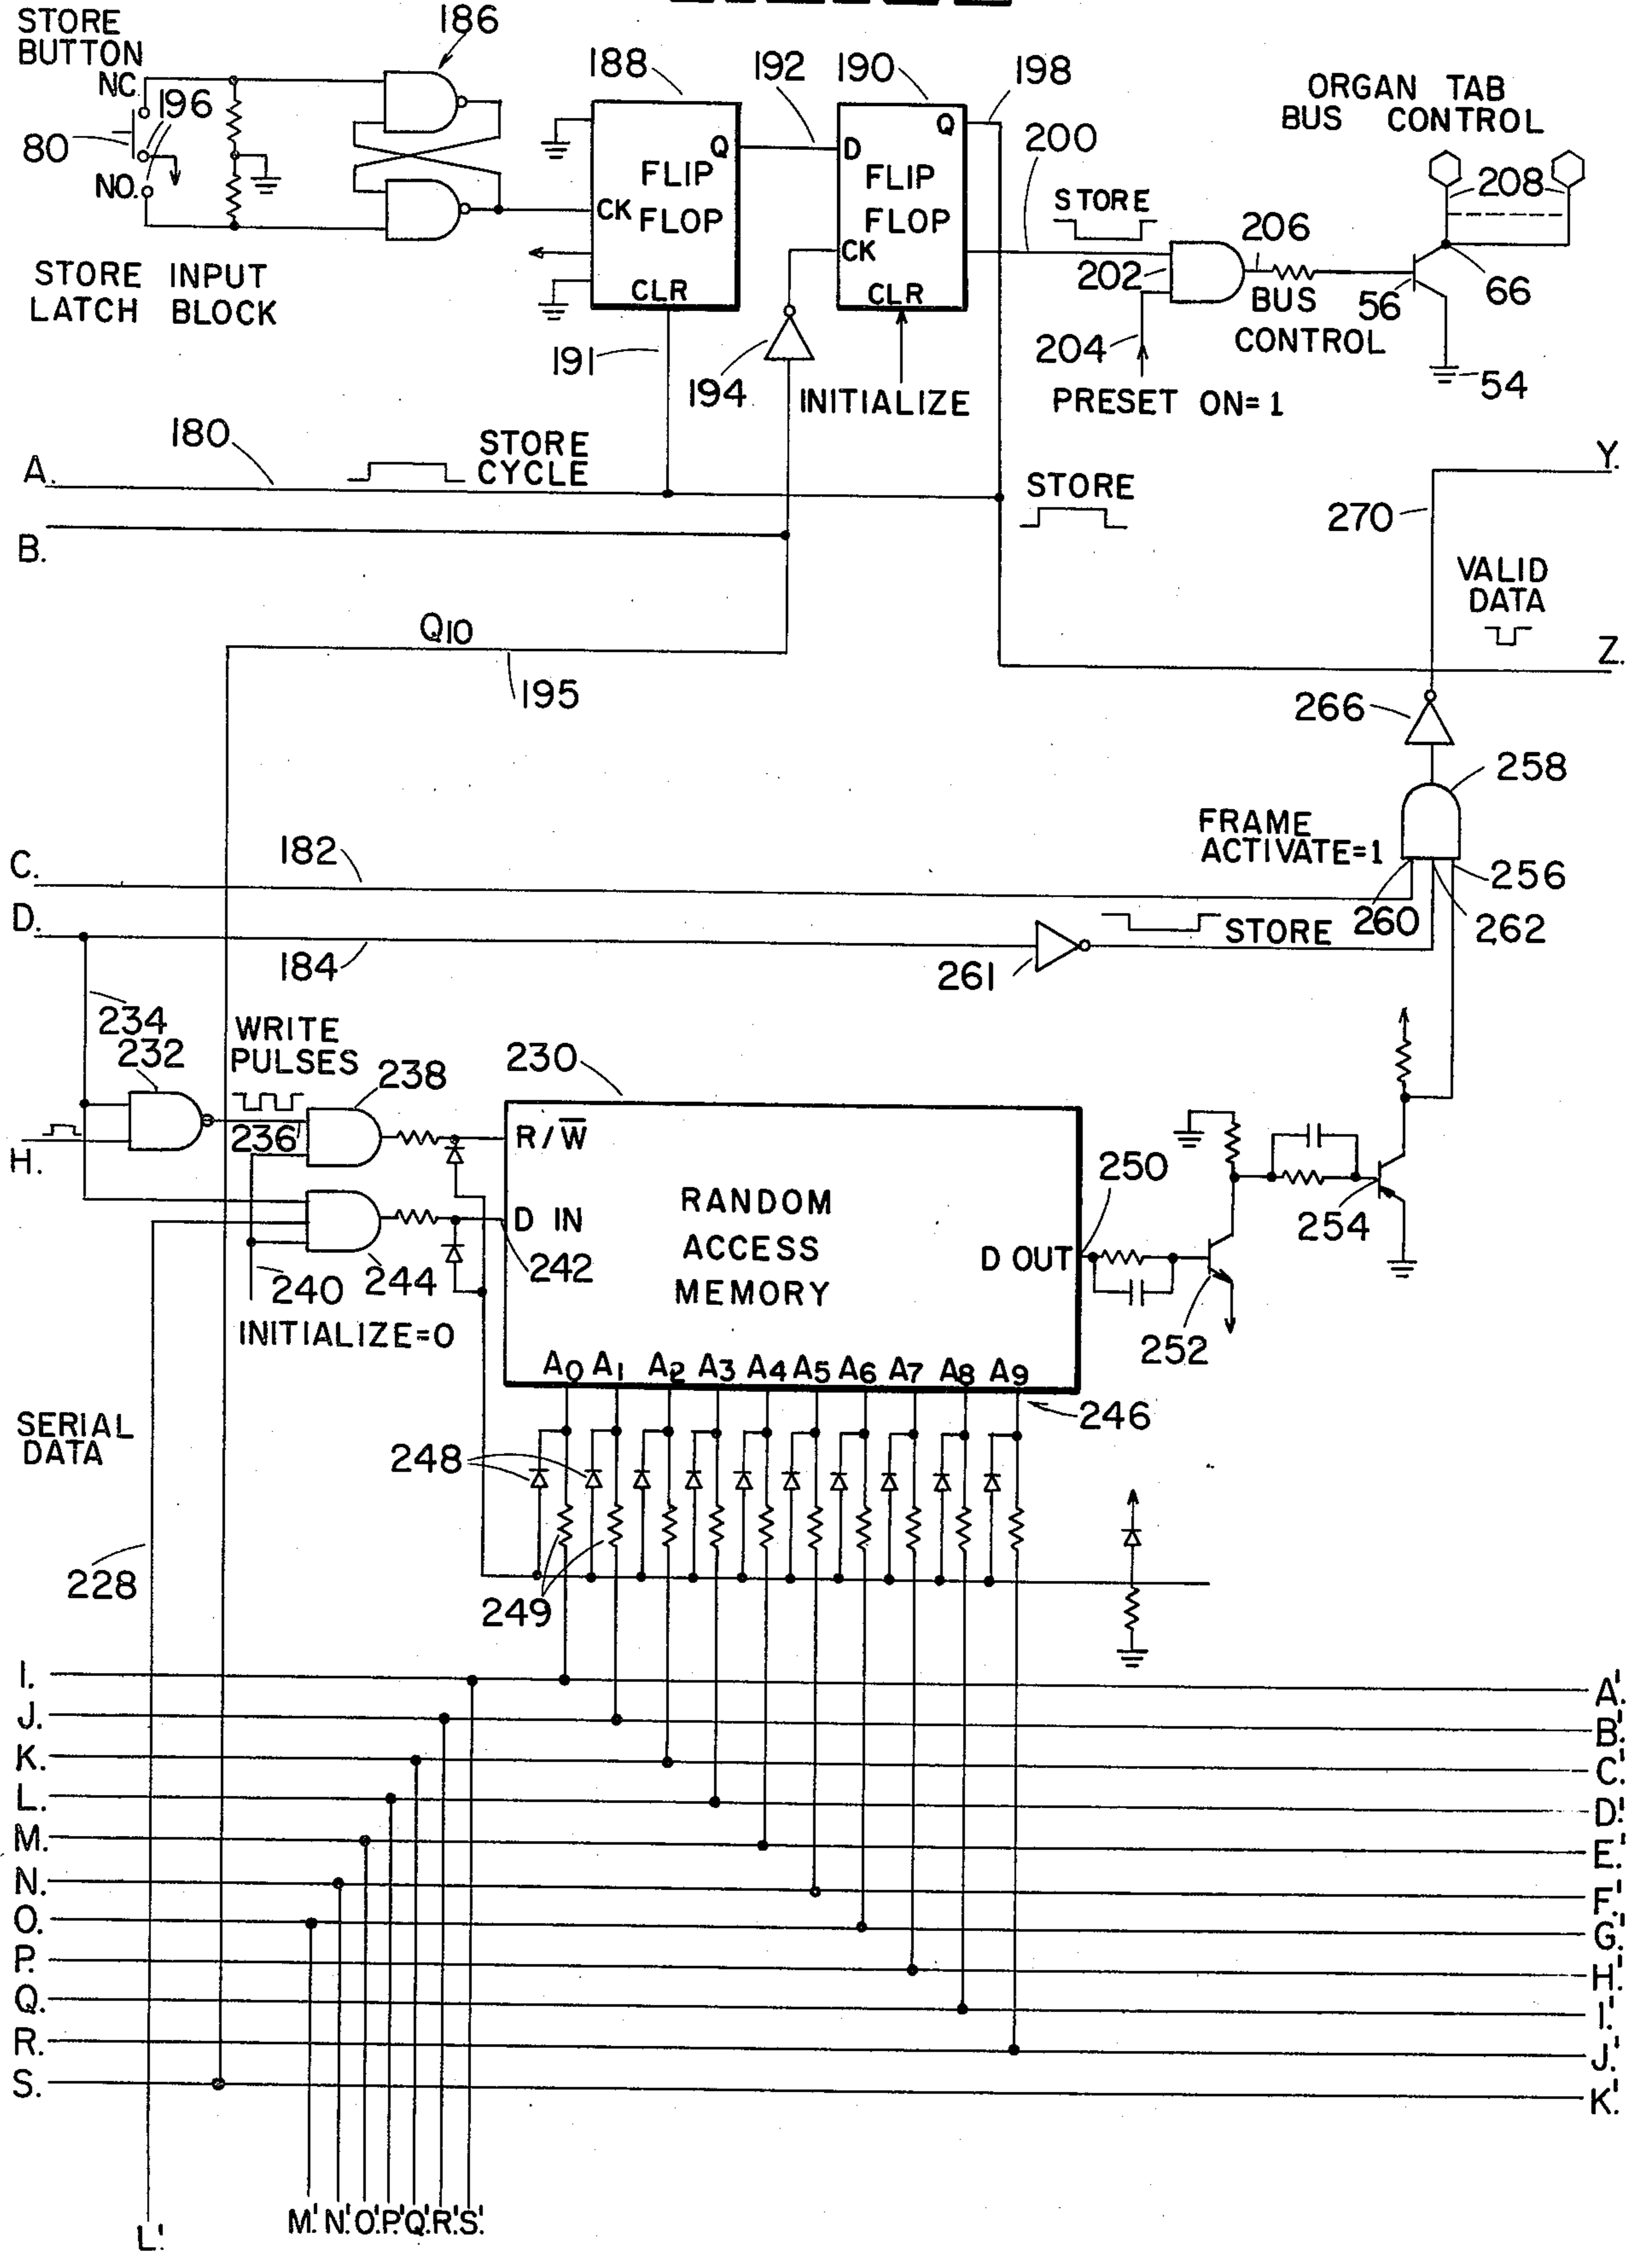 STORE
BUTTON
NC.
196
80
NO.
186
STORE INPUT
LATCH BLOCK
188
Q
FLIP
FLOP
CK
CLR
191
192
190
Q
D
FLIP
FLOP
CK
CLR
194
INITIALIZE
198
200
STORE
202
204
PRESET ON=1
206
BUS
CONTROL
ORGAN TAB
BUS CONTROL
208
56
66
54
180
A.
STORE
CYCLE
STORE
Y.
270
B.
VALID
DATA
Q10
195
Z.
266
258
FRAME
ACTIVATE=1
C.
182
256
260
262
D.
184
261
STORE
234
232
WRITE
PULSES
238
236
H.
230
R/W̅
D IN
242
RANDOM
ACCESS
MEMORY
250
D OUT
252
254
240
244
INITIALIZE=0
A0 A1 A2 A3 A4 A5 A6 A7 A8 A9
246
SERIAL
DATA
248
228
249
I.
A'.
J.
B'.
K.
C'.
L.
D'.
M.
E'.
N.
F'.
O.
G'.
P.
H'.
Q.
I'.
R.
J'.
S.
K'.
L'.
M'. N'. O'. P'. Q'. R'. S'.